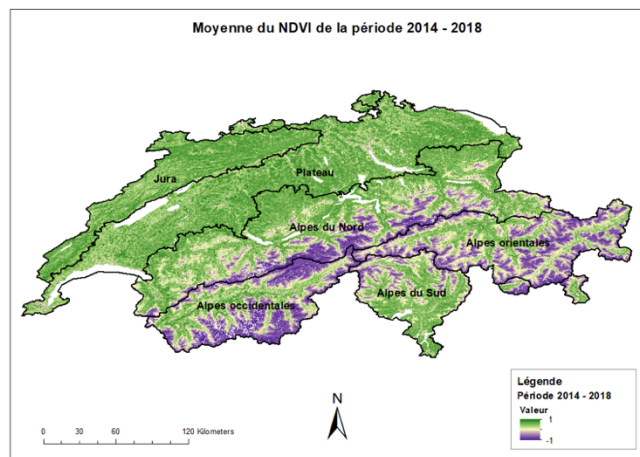 Moyenne du NDVI de la période 2014 - 2018
Jura
Plateau
Alpes du Nord
Alpes orientales
Alpes occidentales
Alpes du Sud
N
0 30 60 120 Kilometers
Légende
Période 2014 - 2018
Valeur
1
-1